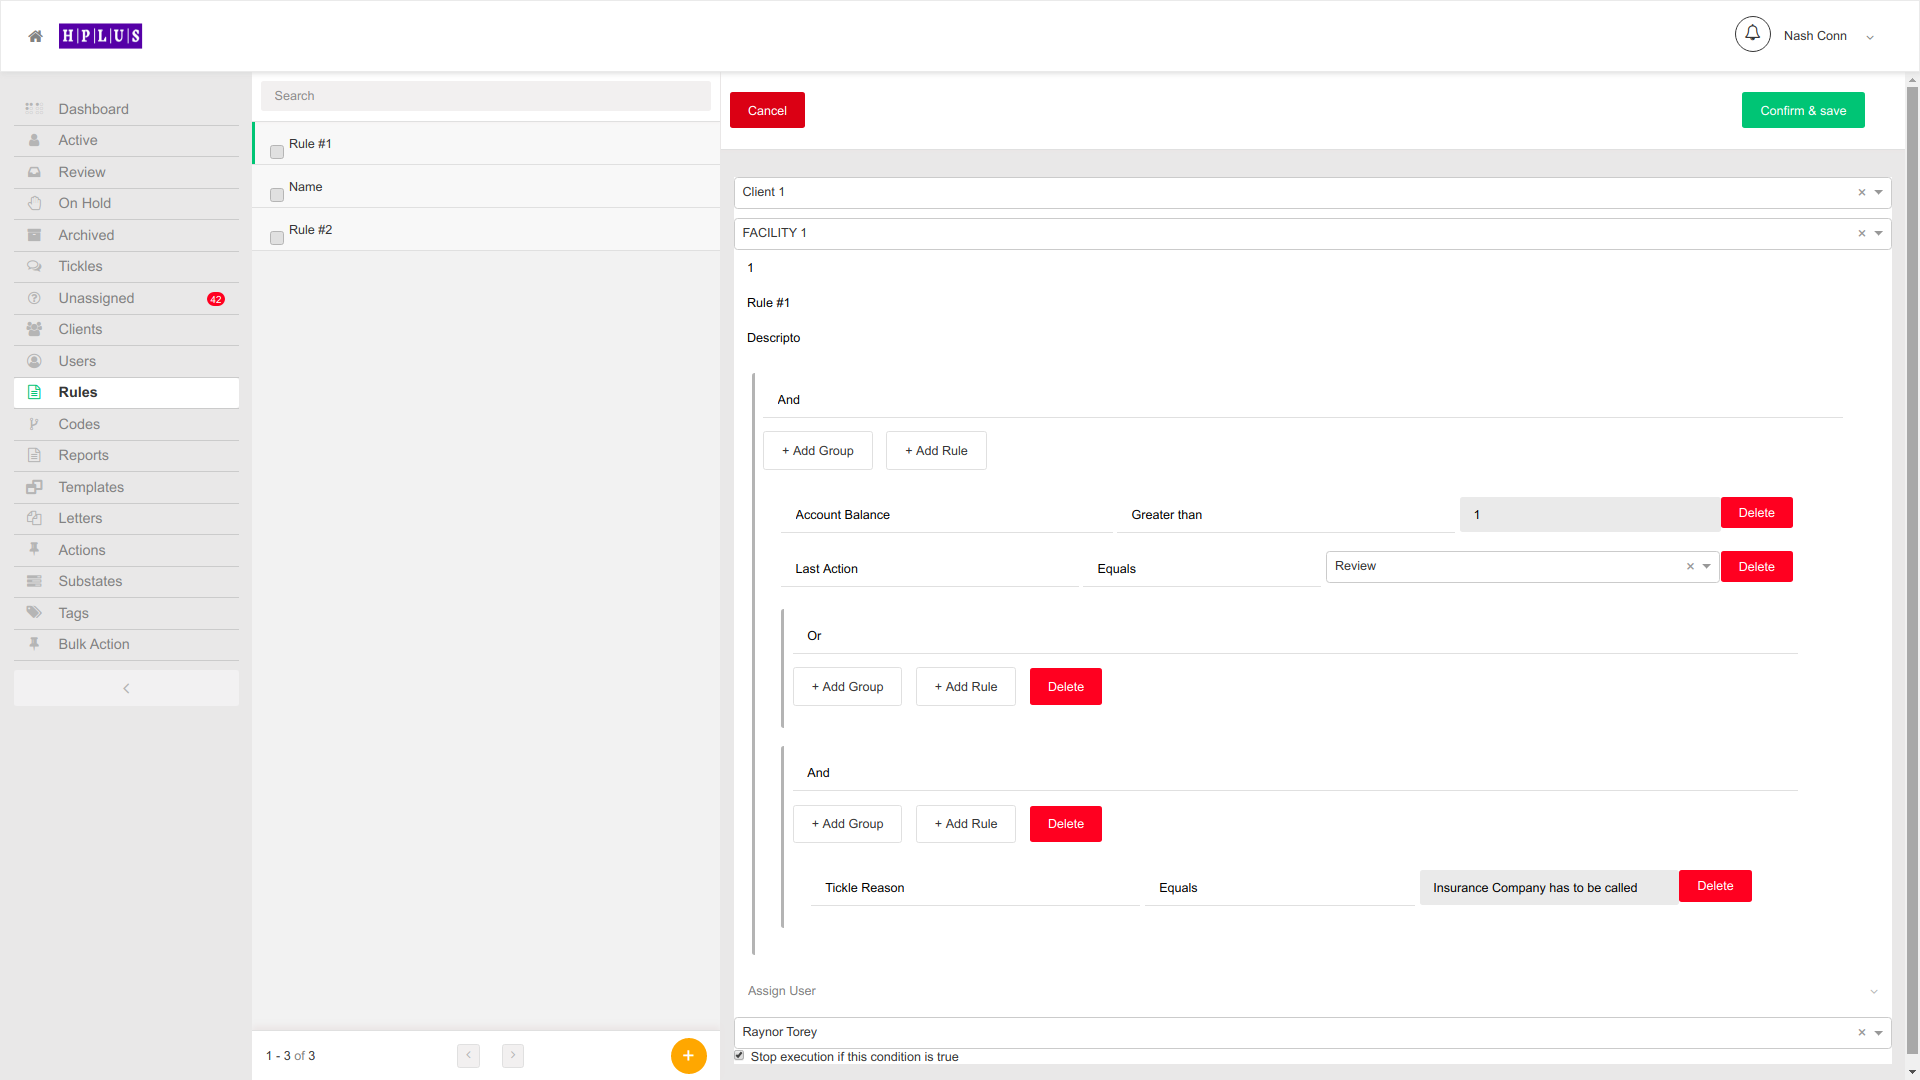 H|P|L|U|S
Nash Conn
Dashboard
Active
Review
On Hold
Archived
Tickles
Unassigned 42
Clients
Users
Rules
Codes
Reports
Templates
Letters
Actions
Substates
Tags
Bulk Action
Search
Rule #1
Name
Rule #2
1 - 3 of 3
+
Cancel
Confirm & save
Client 1
FACILITY 1
1
Rule #1
Descripto
And
+ Add Group + Add Rule
Account Balance Greater than 1 Delete
Last Action Equals Review Delete
Or
+ Add Group + Add Rule Delete
And
+ Add Group + Add Rule Delete
Tickle Reason Equals Insurance Company has to be called Delete
Assign User
Raynor Torey
Stop execution if this condition is true